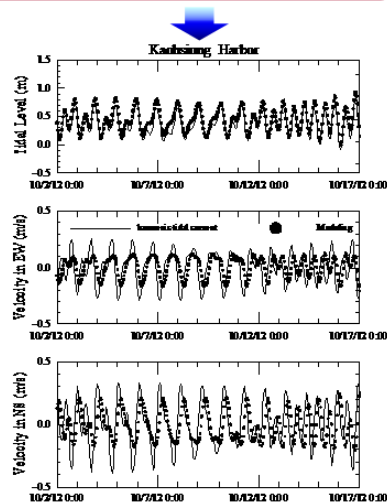 Kaohsiung Harbor
Tidal Level (m)
1.5
1.0
0.5
0.0
-0.5
10/2/12 0:00 10/7/12 0:00 10/12/12 0:00 10/17/12 0:00
Velocity in EW (m/s)
0.5
harmonic tidal current Modeling
0.0
-0.5
10/2/12 0:00 10/7/12 0:00 10/12/12 0:00 10/17/12 0:00
Velocity in NS (m/s)
0.5
0.0
-0.5
10/2/12 0:00 10/7/12 0:00 10/12/12 0:00 10/17/12 0:00